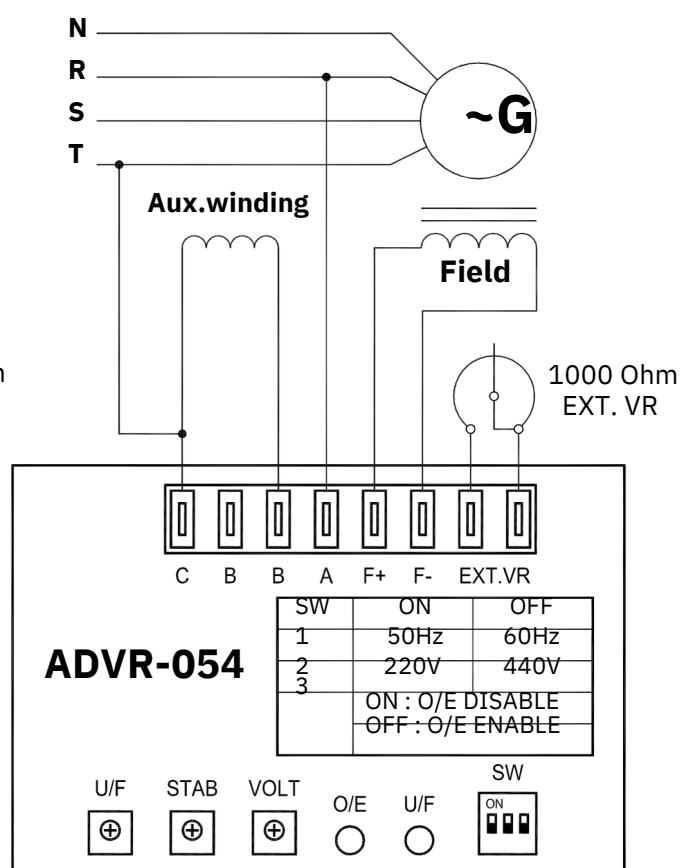 N
R
S
T
~G
Aux.winding
Field
1000 Ohm
EXT. VR
C B B A F+ F- EXT.VR
SW ON OFF
1 50Hz 60Hz
2 220V 440V
3
ON : O/E DISABLE
OFF : O/E ENABLE
ADVR-054
U/F STAB VOLT O/E U/F SW
ON